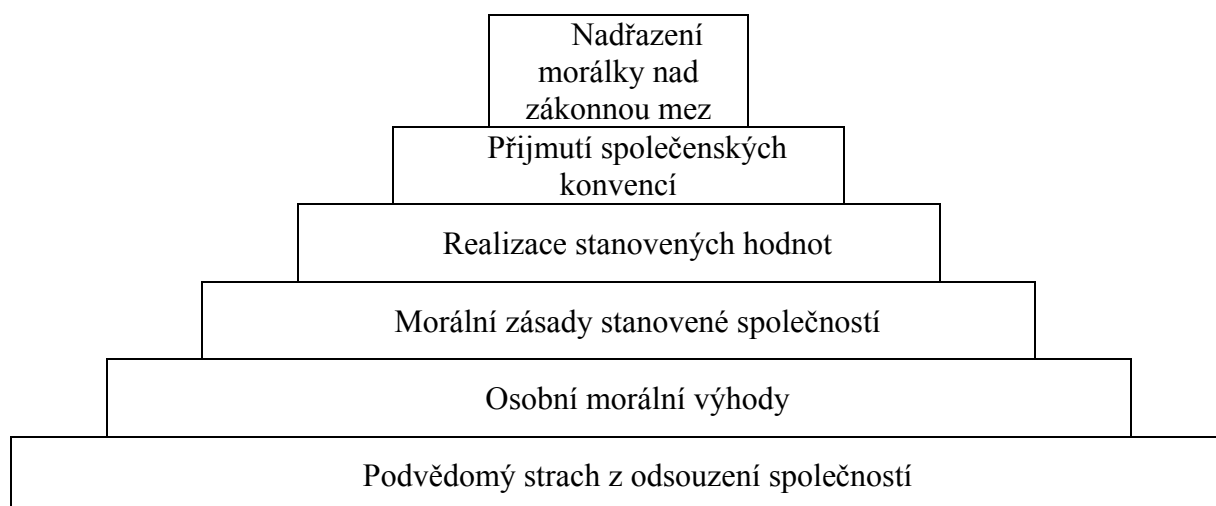 Nadřazení
morálky nad
zákonnou mez
Přijmutí společenských
konvencí
Realizace stanovených hodnot
Morální zásady stanovené společností
Osobní morální výhody
Podvědomý strach z odsouzení společností